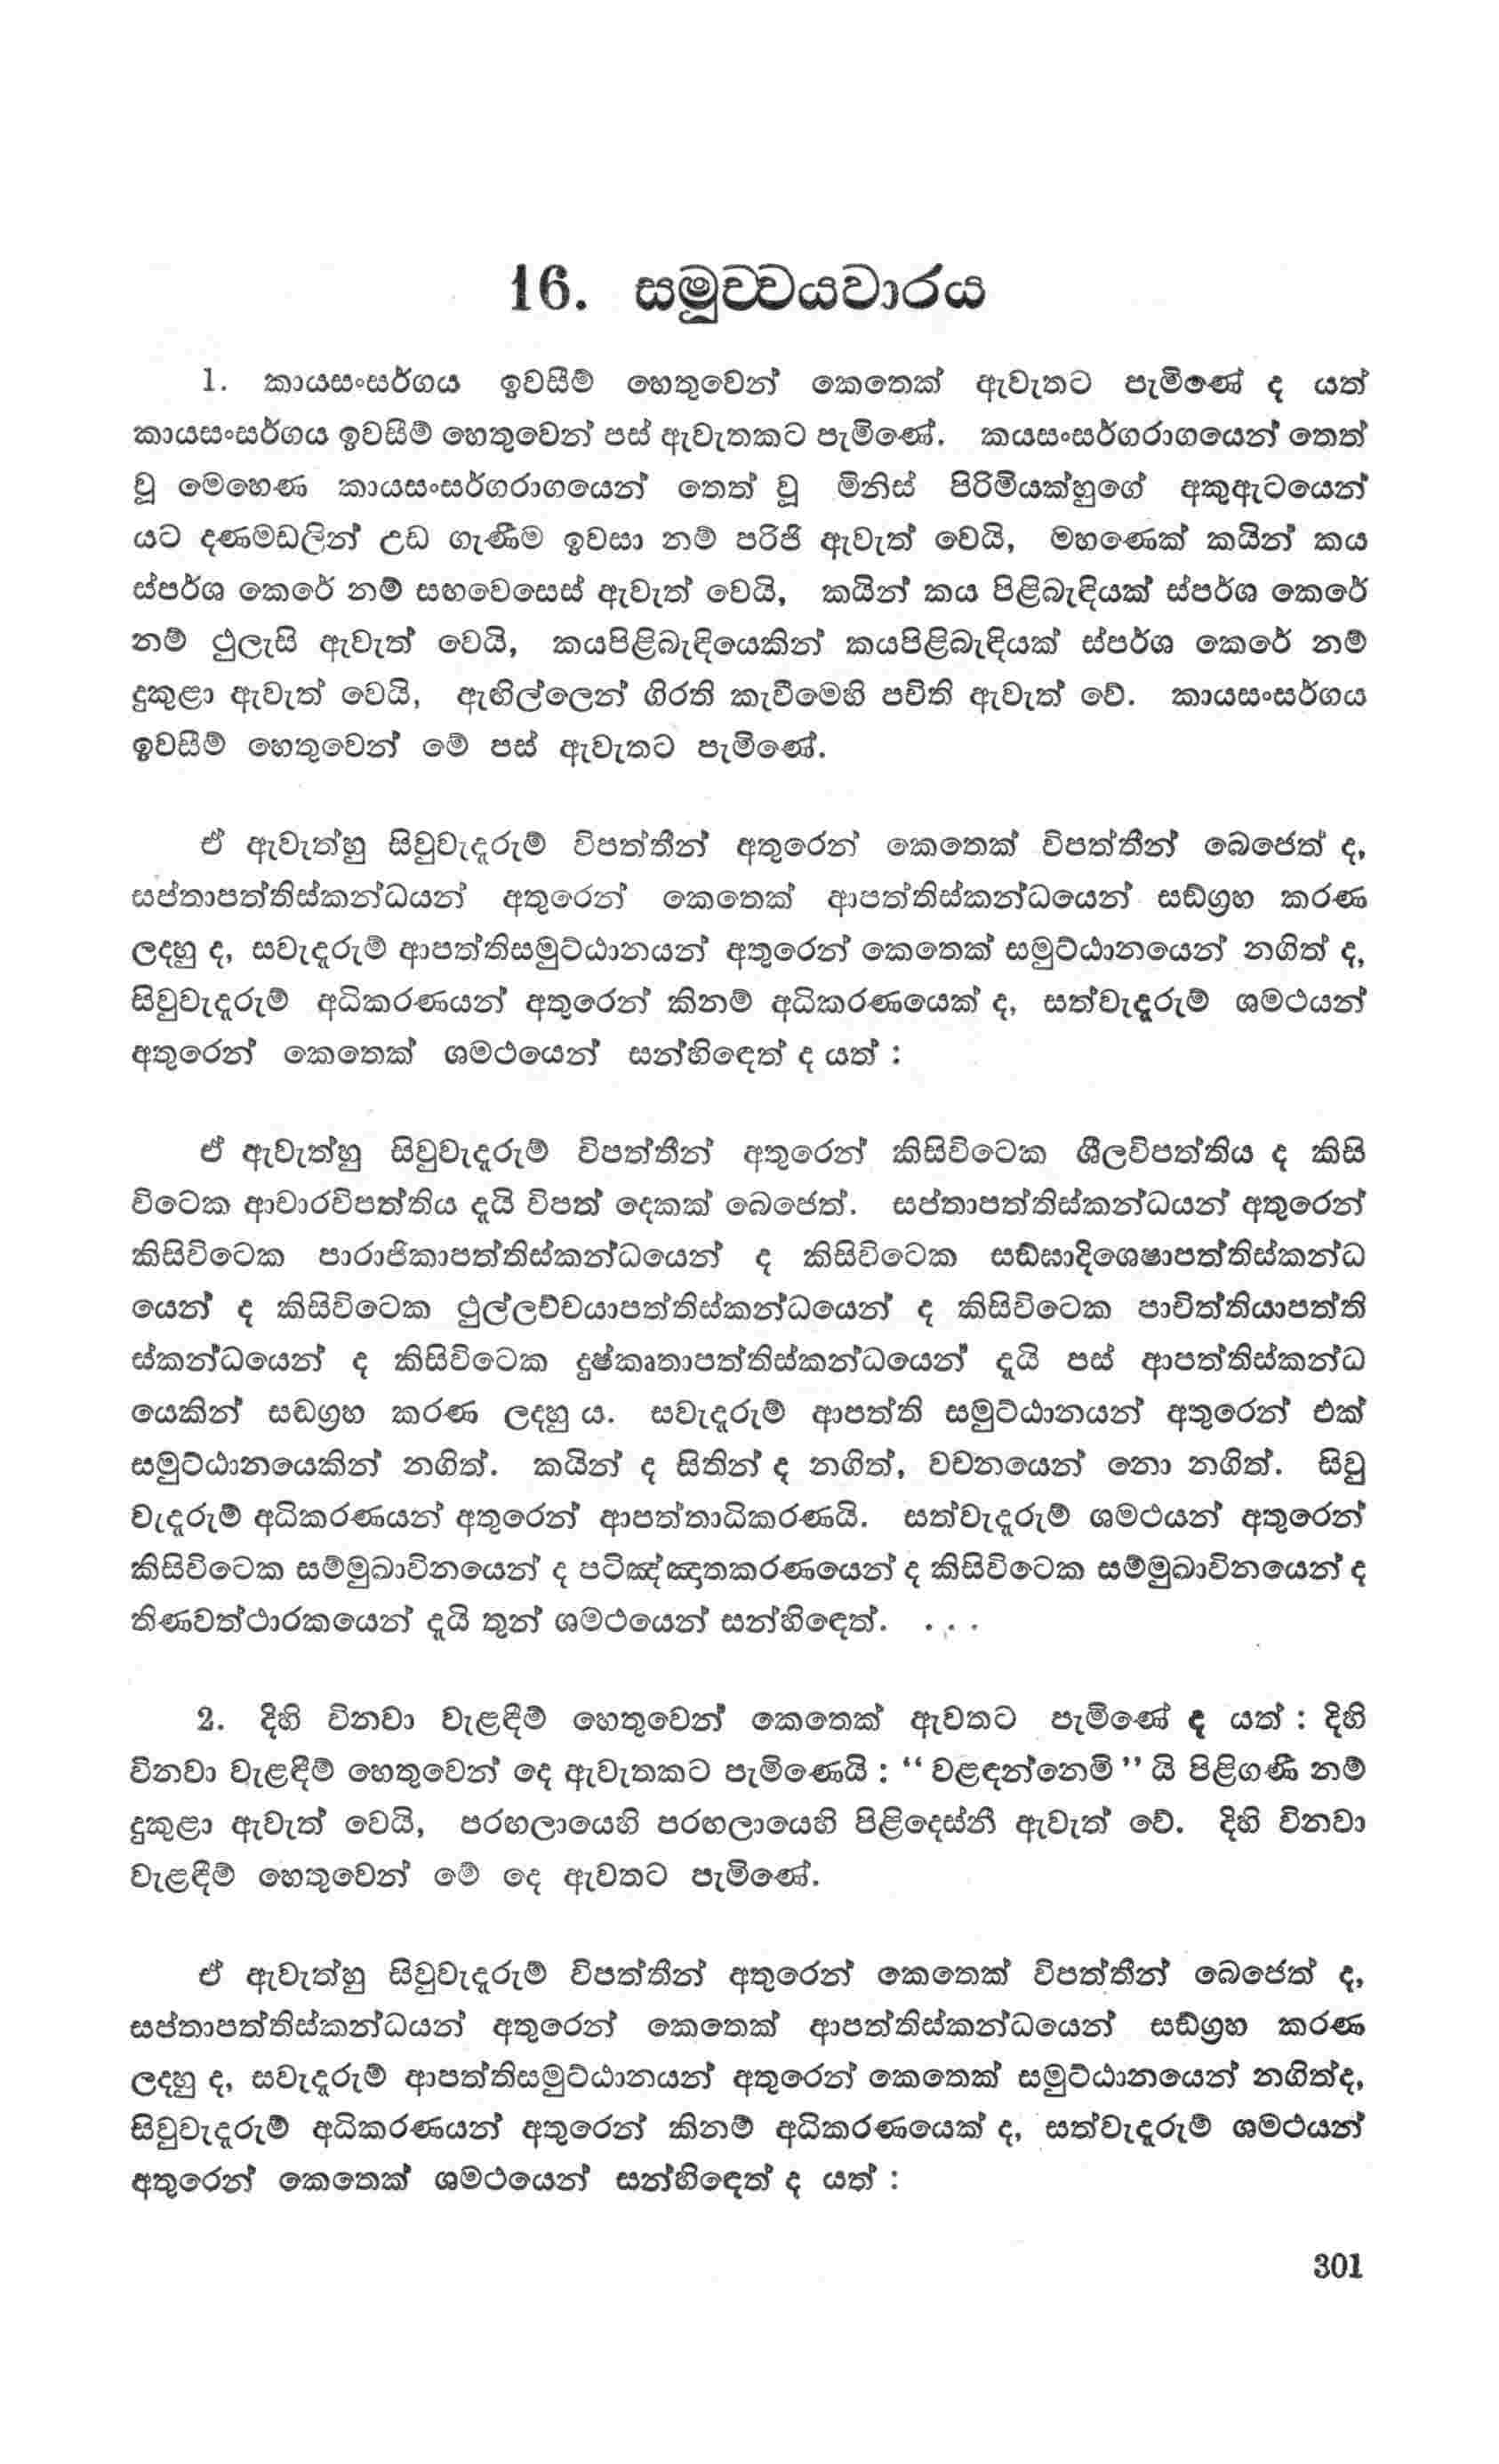 16. සමුච්චයවාරය
1. කායසංසර්ගය ඉවසීම් හෙතුවෙන් කෙතෙක් ඇවැතට පැමිණේ ද යත්
කායසංසර්ගය ඉවසීම් හෙතුවෙන් පස් ඇවැතකට පැමිණේ. කයසංසර්ගරාගයෙන් තෙත්
වූ මෙහෙණ කායසංසර්ගරාගයෙන් තෙත් වූ මිනිස් පිරිමියක්හුගේ අකුඇටයෙන්
යට දණමඩලින් උඩ ගැණීම ඉවසා නම් පරිජි ඇවැත් වෙයි, මහණෙක් කයින් කය
ස්පර්ශ කෙරේ නම් සඟවෙසෙස් ඇවැත් වෙයි, කයින් කය පිළිබැඳියක් ස්පර්ශ කෙරේ
නම් ථුලැසි ඇවැත් වෙයි, කයපිළිබැඳියෙකින් කයපිළිබැඳියක් ස්පර්ශ කෙරේ නම්
දුකුළා ඇවැත් වෙයි, ඇඟිල්ලෙන් ගිරති කැවීමෙහි පචිති ඇවැත් වේ. කායසංසර්ගය
ඉවසීම් හෙතුවෙන් මේ පස් ඇවැතට පැමිණේ.
ඒ ඇවැත්හු සිවුවැදෑරුම් විපත්තීන් අතුරෙන් කෙතෙක් විපත්තීන් බෙජෙත් ද,
සප්තාපත්තිස්කන්ධයන් අතුරෙන් කෙතෙක් ආපත්තිස්කන්ධයෙන් සඞ්ග්‍රහ කරණ
ලදහු ද, සවැදෑරුම් ආපත්තිසමුට්ඨානයන් අතුරෙන් කෙතෙක් සමුට්ඨානයෙන් නගිත් ද,
සිවුවැදෑරුම් අධිකරණයන් අතුරෙන් කිනම් අධිකරණයෙක් ද, සත්වැදෑරුම් ශමථයන්
අතුරෙන් කෙතෙක් ශමථයෙන් සන්හිඳෙත් ද යත් :
ඒ ඇවැත්හු සිවුවැදෑරුම් විපත්තීන් අතුරෙන් කිසිවිටෙක ශීලවිපත්තිය ද කිසි
විටෙක ආචාරවිපත්තිය දැයි විපත් දෙකක් බෙජෙත්. සප්තාපත්තිස්කන්ධයන් අතුරෙන්
කිසිවිටෙක පාරාජිකාපත්තිස්කන්ධයෙන් ද කිසිවිටෙක සඞ්ඝාදිශෙෂාපත්තිස්කන්ධ
යෙන් ද කිසිවිටෙක ථුල්ලච්චයාපත්තිස්කන්ධයෙන් ද කිසිවිටෙක පාචිත්තියාපත්ති
ස්කන්ධයෙන් ද කිසිවිටෙක දුෂ්කෘතාපත්තිස්කන්ධයෙන් දැයි පස් ආපත්තිස්කන්ධ
යෙකින් සඞග්‍රහ කරණ ලදහු ය. සවැදෑරුම් ආපත්ති සමුට්ඨානයන් අතුරෙන් එක්
සමුට්ඨානයෙකින් නගිත්. කයින් ද සිතින් ද නගිත්, වචනයෙන් නො නගිත්. සිවු
වැදෑරුම් අධිකරණයන් අතුරෙන් ආපත්තාධිකරණයි. සත්වැදෑරුම් ශමථයන් අතුරෙන්
කිසිවිටෙක සම්මුඛාවිනයෙන් ද පටිඤ්ඤාතකරණයෙන් ද කිසිවිටෙක සම්මුඛාවිනයෙන් ද
තිණවත්ථාරකයෙන් දැයි තුන් ශමථයෙන් සන්හිඳෙත්. . . .
2. දිහි විනවා වැළඳීම් හෙතුවෙන් කෙතෙක් ඇවතට පැමිණේ ද යත් : දිහි
විනවා වැළඳීම් හෙතුවෙන් දෙ ඇවැතකට පැමිණෙයි : “ වළඳන්නෙමි ” යි පිළිගණී නම්
දුකුළා ඇවැත් වෙයි, පරඟලායෙහි පරඟලායෙහි පිළිදෙස්නී ඇවැත් වේ. දිහි විනවා
වැළඳීම් හෙතුවෙන් මේ දෙ ඇවතට පැමිණේ.
ඒ ඇවැත්හු සිවුවැදෑරුම් විපත්තීන් අතුරෙන් කෙතෙක් විපත්තීන් බෙජෙත් ද,
සප්තාපත්තිස්කන්ධයන් අතුරෙන් කෙතෙක් ආපත්තිස්කන්ධයෙන් සඞ්ග්‍රහ කරණ
ලදහු ද, සවැදෑරුම් ආපත්තිසමුට්ඨානයන් අතුරෙන් කෙතෙක් සමුට්ඨානයෙන් නගිත්ද,
සිවුවැදෑරුම් අධිකරණයන් අතුරෙන් කිනම් අධිකරණයෙක් ද, සත්වැදෑරුම් ශමථයන්
අතුරෙන් කෙතෙක් ශමථයෙන් සන්හිඳෙත් ද යත් :
301